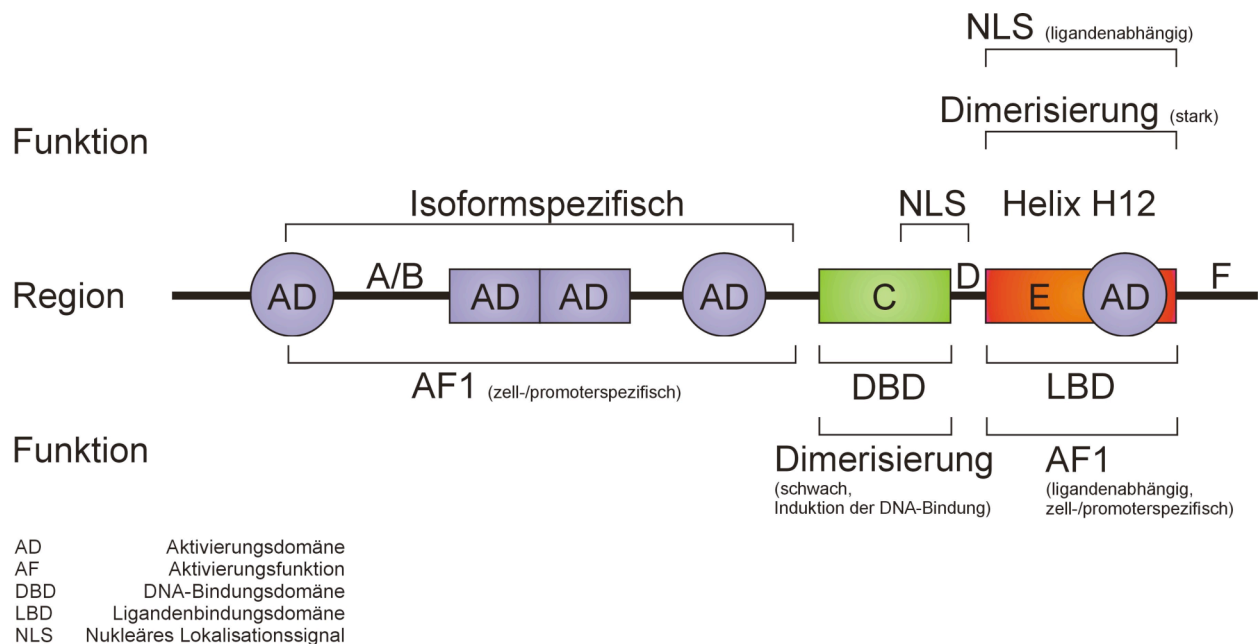 NLS (ligandenabhängig)
Dimerisierung (stark)
Funktion
Isoformspezifisch
NLS
Helix H12
Region
AD
A/B
AD
AD
AD
C
D
E
AD
F
AF1 (zell-/promoterspezifisch)
DBD
LBD
Funktion
Dimerisierung
(schwach,
Induktion der DNA-Bindung)
AF1
(ligandenabhängig,
zell-/promoterspezifisch)
AD Aktivierungsdomäne
AF Aktivierungsfunktion
DBD DNA-Bindungsdomäne
LBD Ligandenbindungsdomäne
NLS Nukleäres Lokalisationssignal